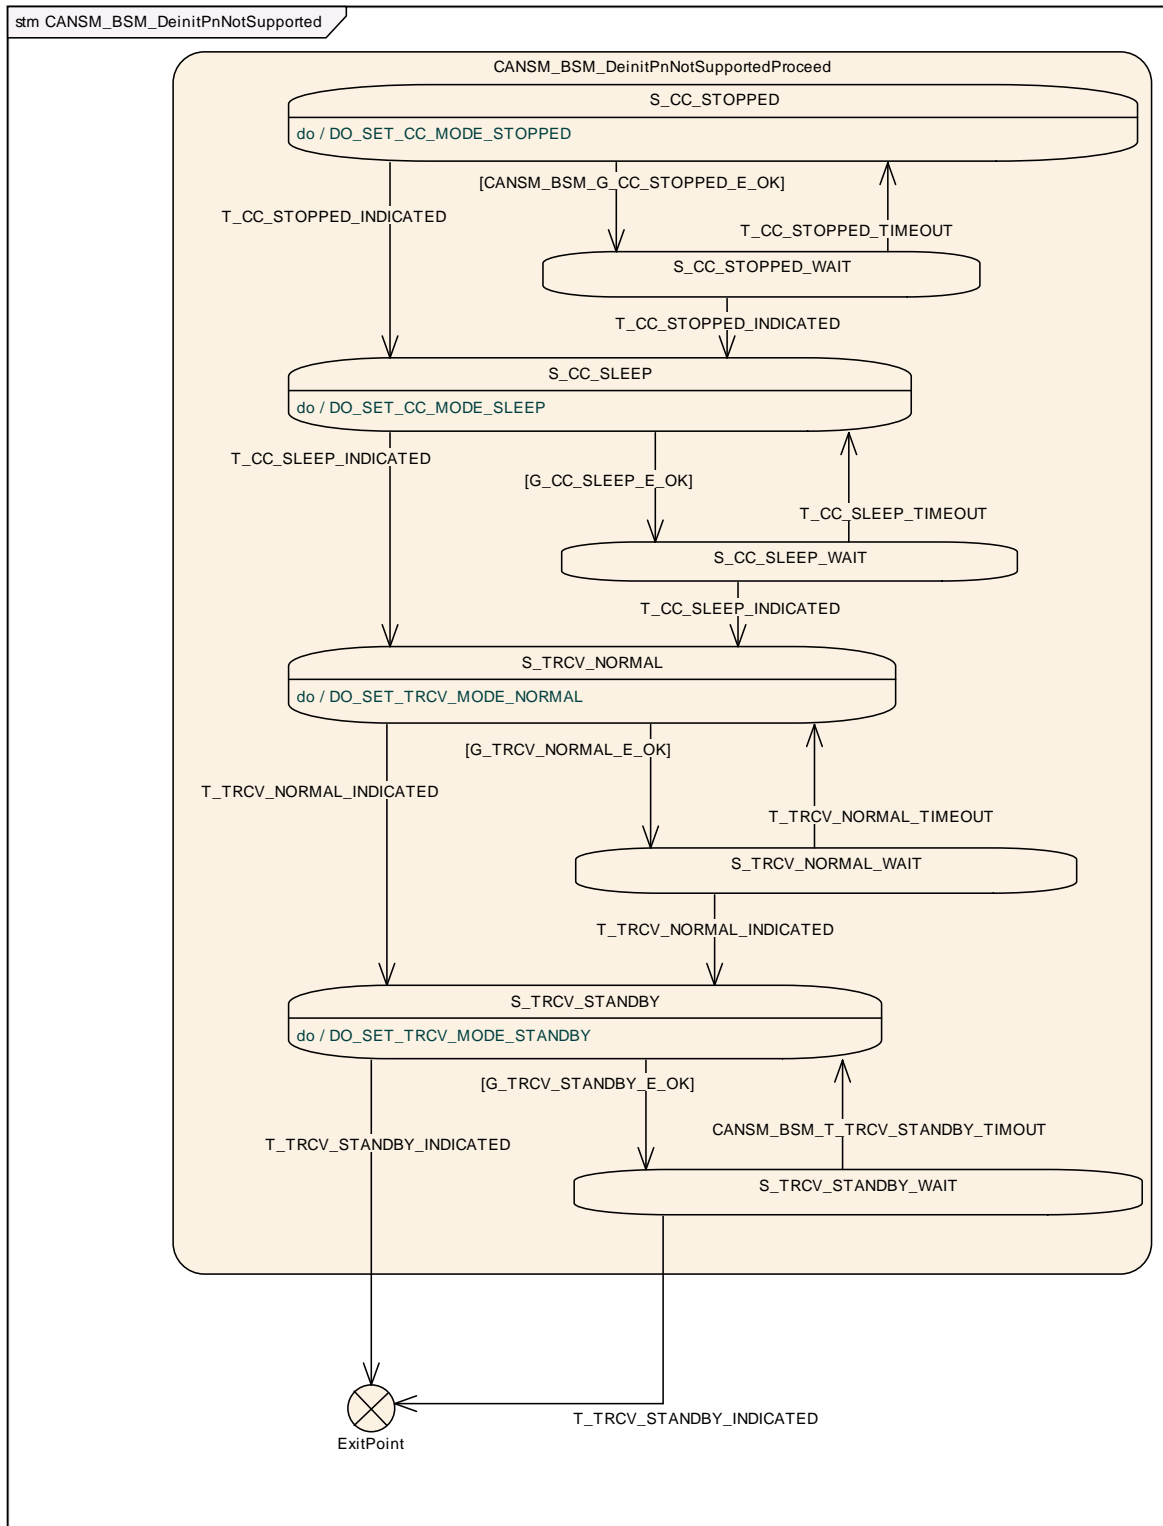 stm CANSM_BSM_DeinitPnNotSupported
CANSM_BSM_DeinitPnNotSupportedProceed
S_CC_STOPPED
do / DO_SET_CC_MODE_STOPPED
[CANSM_BSM_G_CC_STOPPED_E_OK]
T_CC_STOPPED_INDICATED
T_CC_STOPPED_TIMEOUT
S_CC_STOPPED_WAIT
T_CC_STOPPED_INDICATED
S_CC_SLEEP
do / DO_SET_CC_MODE_SLEEP
T_CC_SLEEP_INDICATED
[G_CC_SLEEP_E_OK]
T_CC_SLEEP_TIMEOUT
S_CC_SLEEP_WAIT
T_CC_SLEEP_INDICATED
S_TRCV_NORMAL
do / DO_SET_TRCV_MODE_NORMAL
[G_TRCV_NORMAL_E_OK]
T_TRCV_NORMAL_INDICATED
T_TRCV_NORMAL_TIMEOUT
S_TRCV_NORMAL_WAIT
T_TRCV_NORMAL_INDICATED
S_TRCV_STANDBY
do / DO_SET_TRCV_MODE_STANDBY
[G_TRCV_STANDBY_E_OK]
CANSM_BSM_T_TRCV_STANDBY_TIMOUT
T_TRCV_STANDBY_INDICATED
S_TRCV_STANDBY_WAIT
T_TRCV_STANDBY_INDICATED
ExitPoint